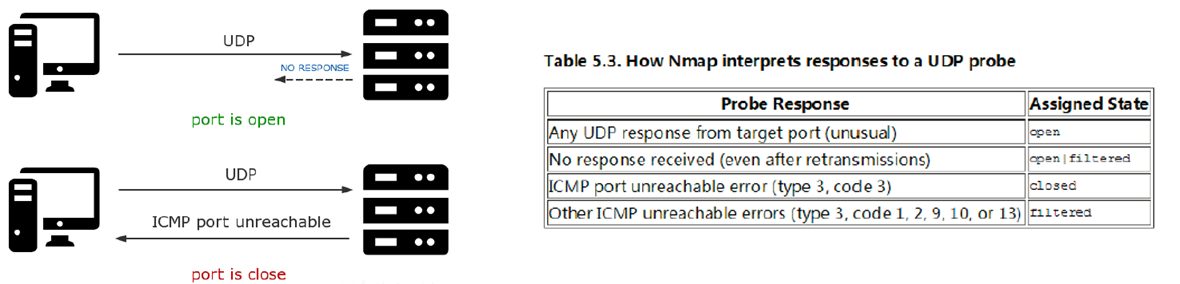 UDP
NO RESPONSE
port is open
UDP
ICMP port unreachable
port is close
Table 5.3. How Nmap interprets responses to a UDP probe
Probe Response Assigned State
Any UDP response from target port (unusual) open
No response received (even after retransmissions) open|filtered
ICMP port unreachable error (type 3, code 3) closed
Other ICMP unreachable errors (type 3, code 1, 2, 9, 10, or 13) filtered